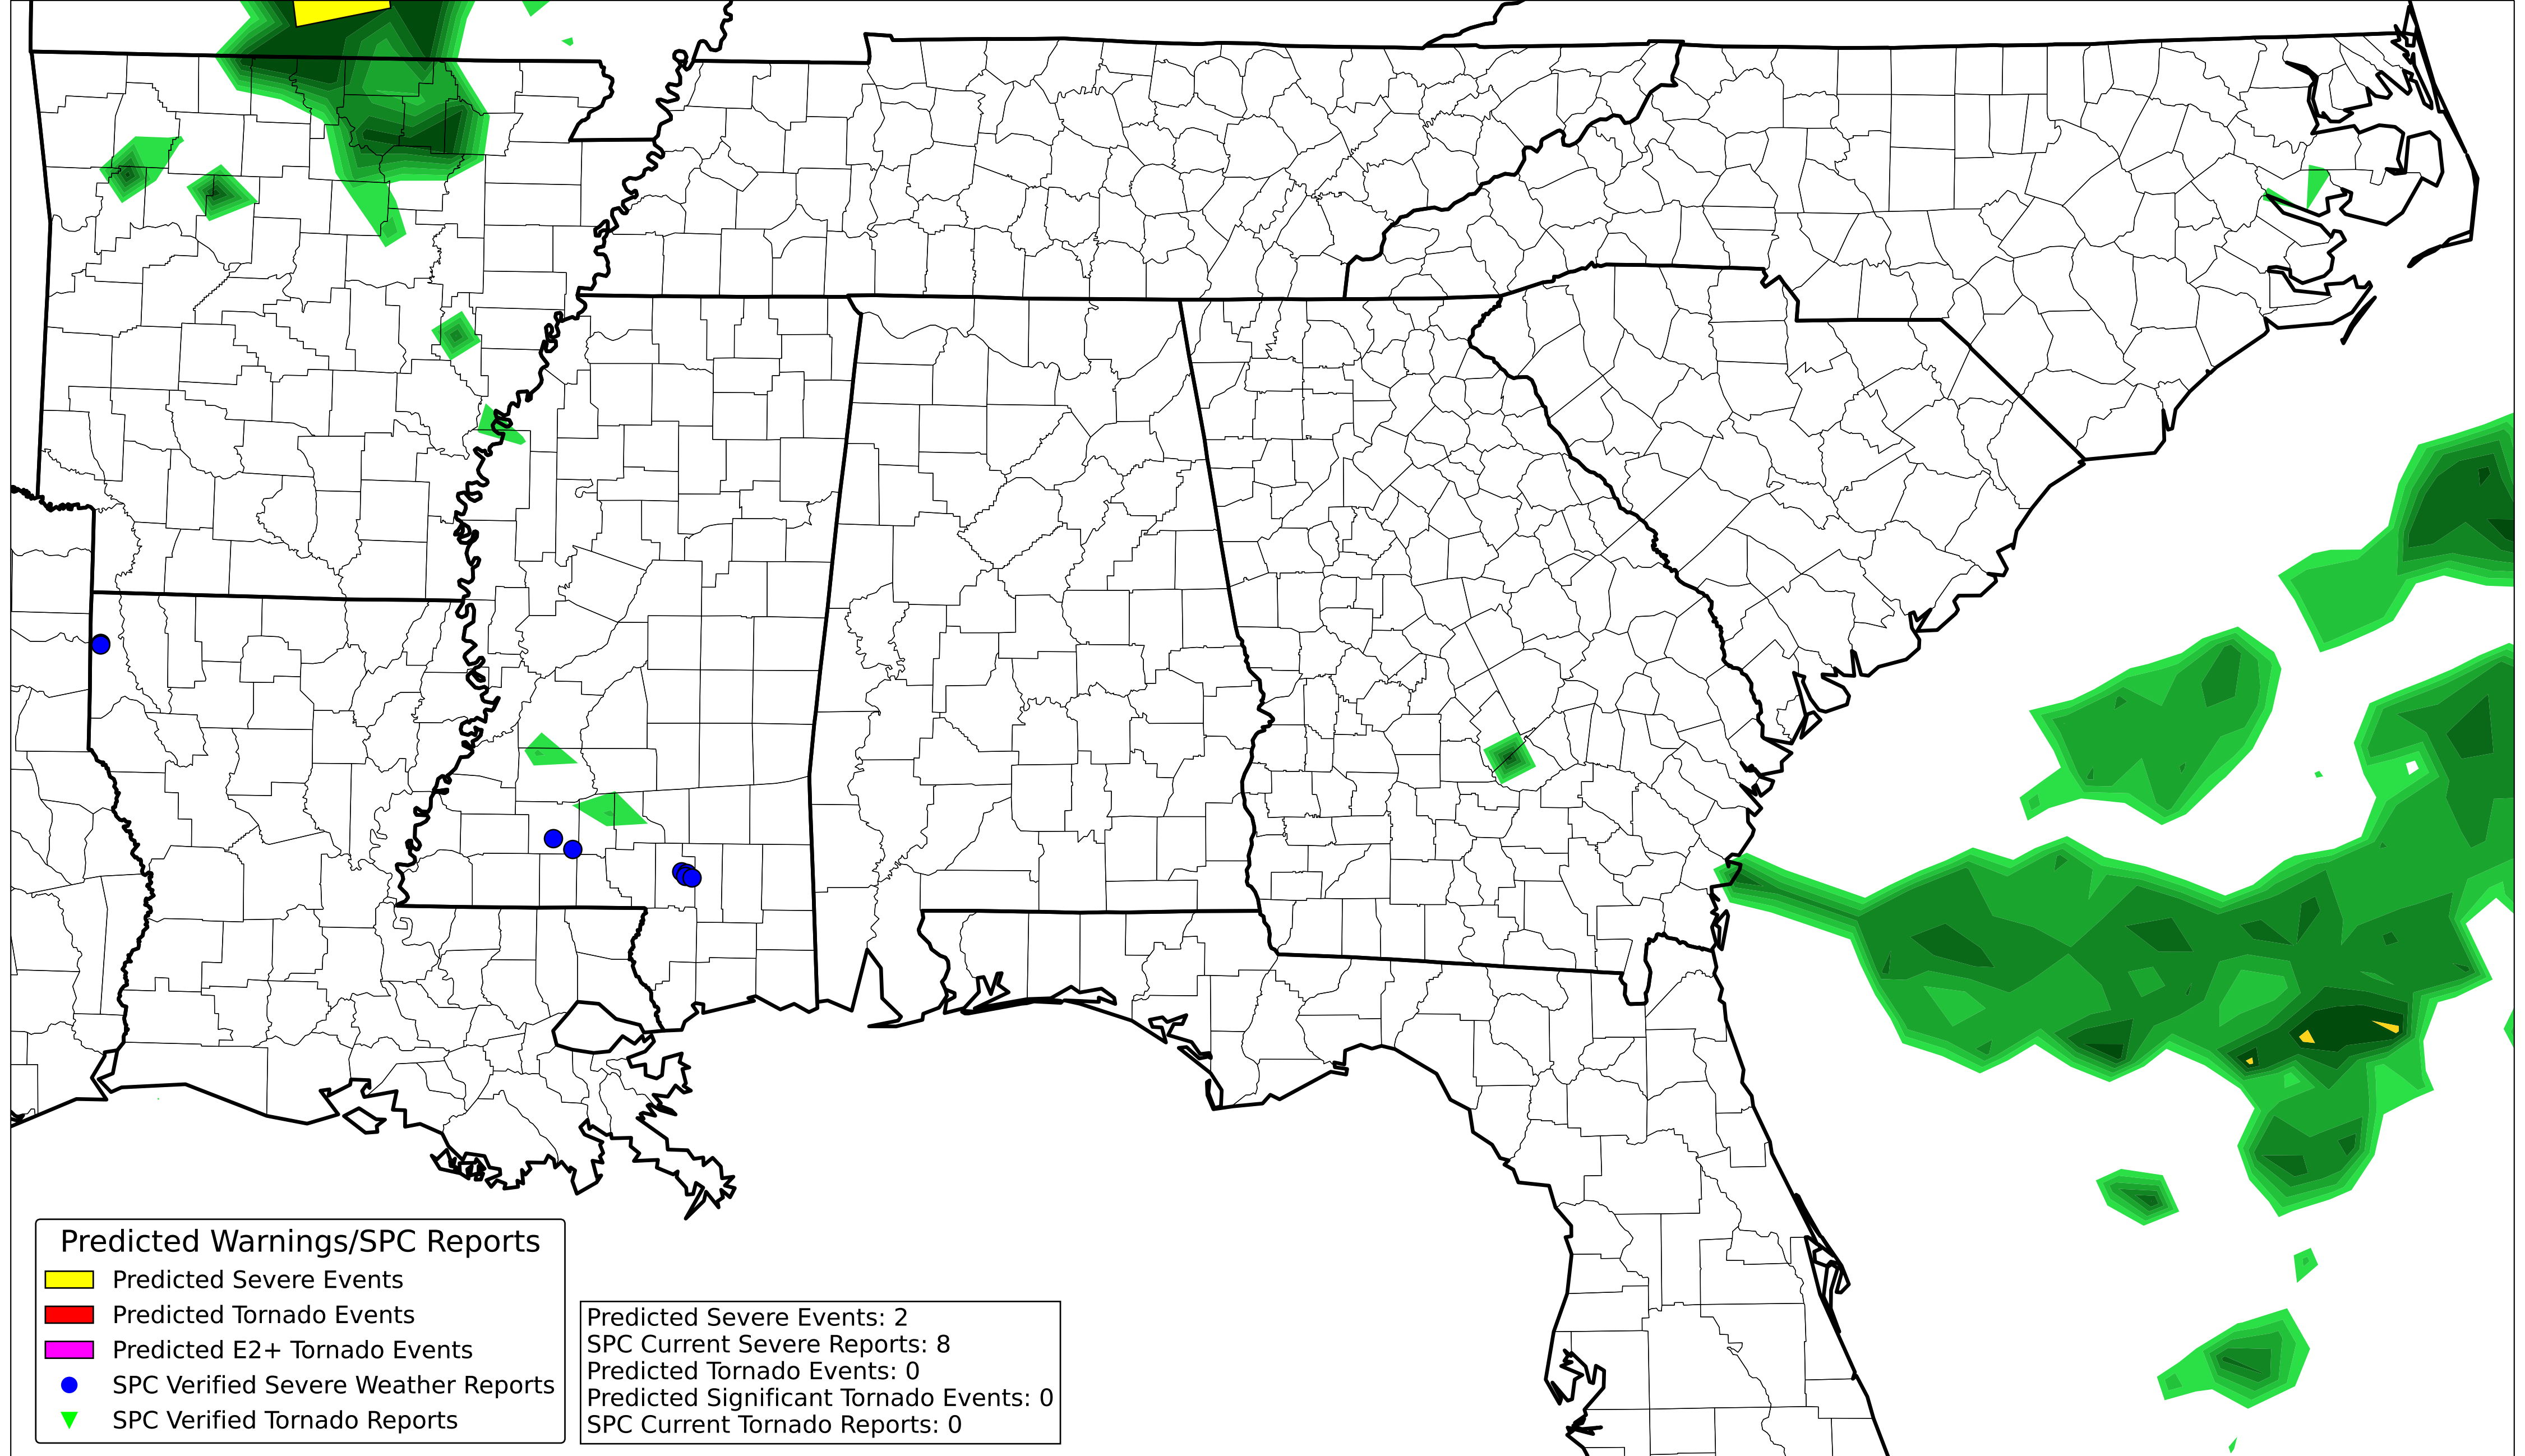 Predicted Warnings/SPC Reports
Predicted Severe Events
Predicted Tornado Events
Predicted E2+ Tornado Events
SPC Verified Severe Weather Reports
SPC Verified Tornado Reports
Predicted Severe Events: 2
SPC Current Severe Reports: 8
Predicted Tornado Events: 0
Predicted Significant Tornado Events: 0
SPC Current Tornado Reports: 0